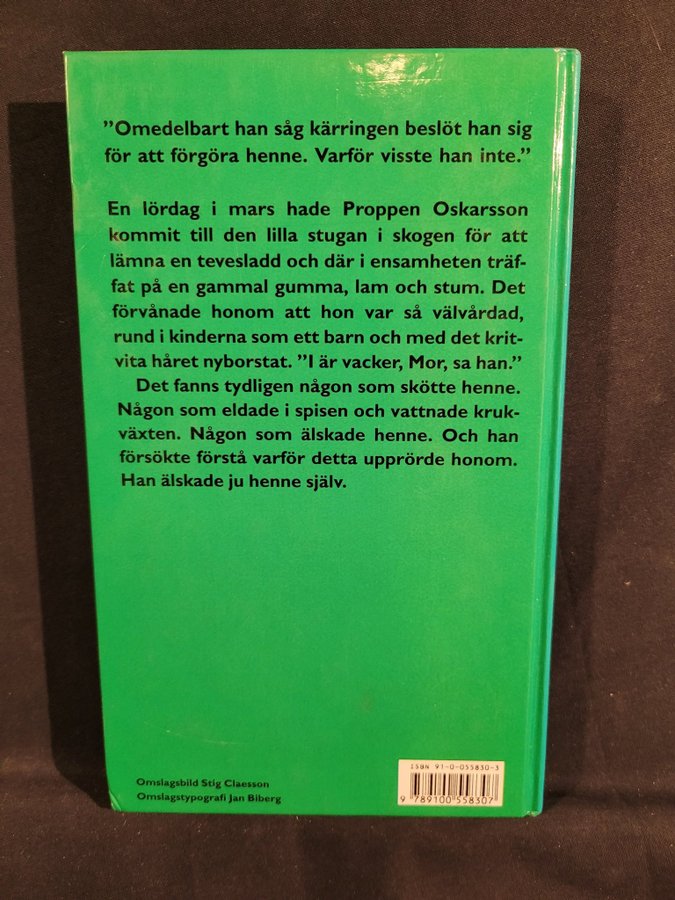 ”Omedelbart han såg kärringen beslöt han sig
för att förgöra henne. Varför visste han inte.”
En lördag i mars hade Proppen Oskarsson
kommit till den lilla stugan i skogen för att
lämna en tevesladd och där i ensamheten träf-
fat på en gammal gumma, lam och stum. Det
förvånade honom att hon var så välvårdad,
rund i kinderna som ett barn och med det krit-
vita håret nyborstat. ”I är vacker, Mor, sa han.”
Det fanns tydligen någon som skötte henne.
Någon som eldade i spisen och vattnade kruk-
växten. Någon som älskade henne. Och han
försökte förstå varför detta upprörde honom.
Han älskade ju henne själv.
ISBN 91-0-055830-3
Omslagsbild Stig Claesson
Omslagstypografi Jan Biberg
9 789100 558307